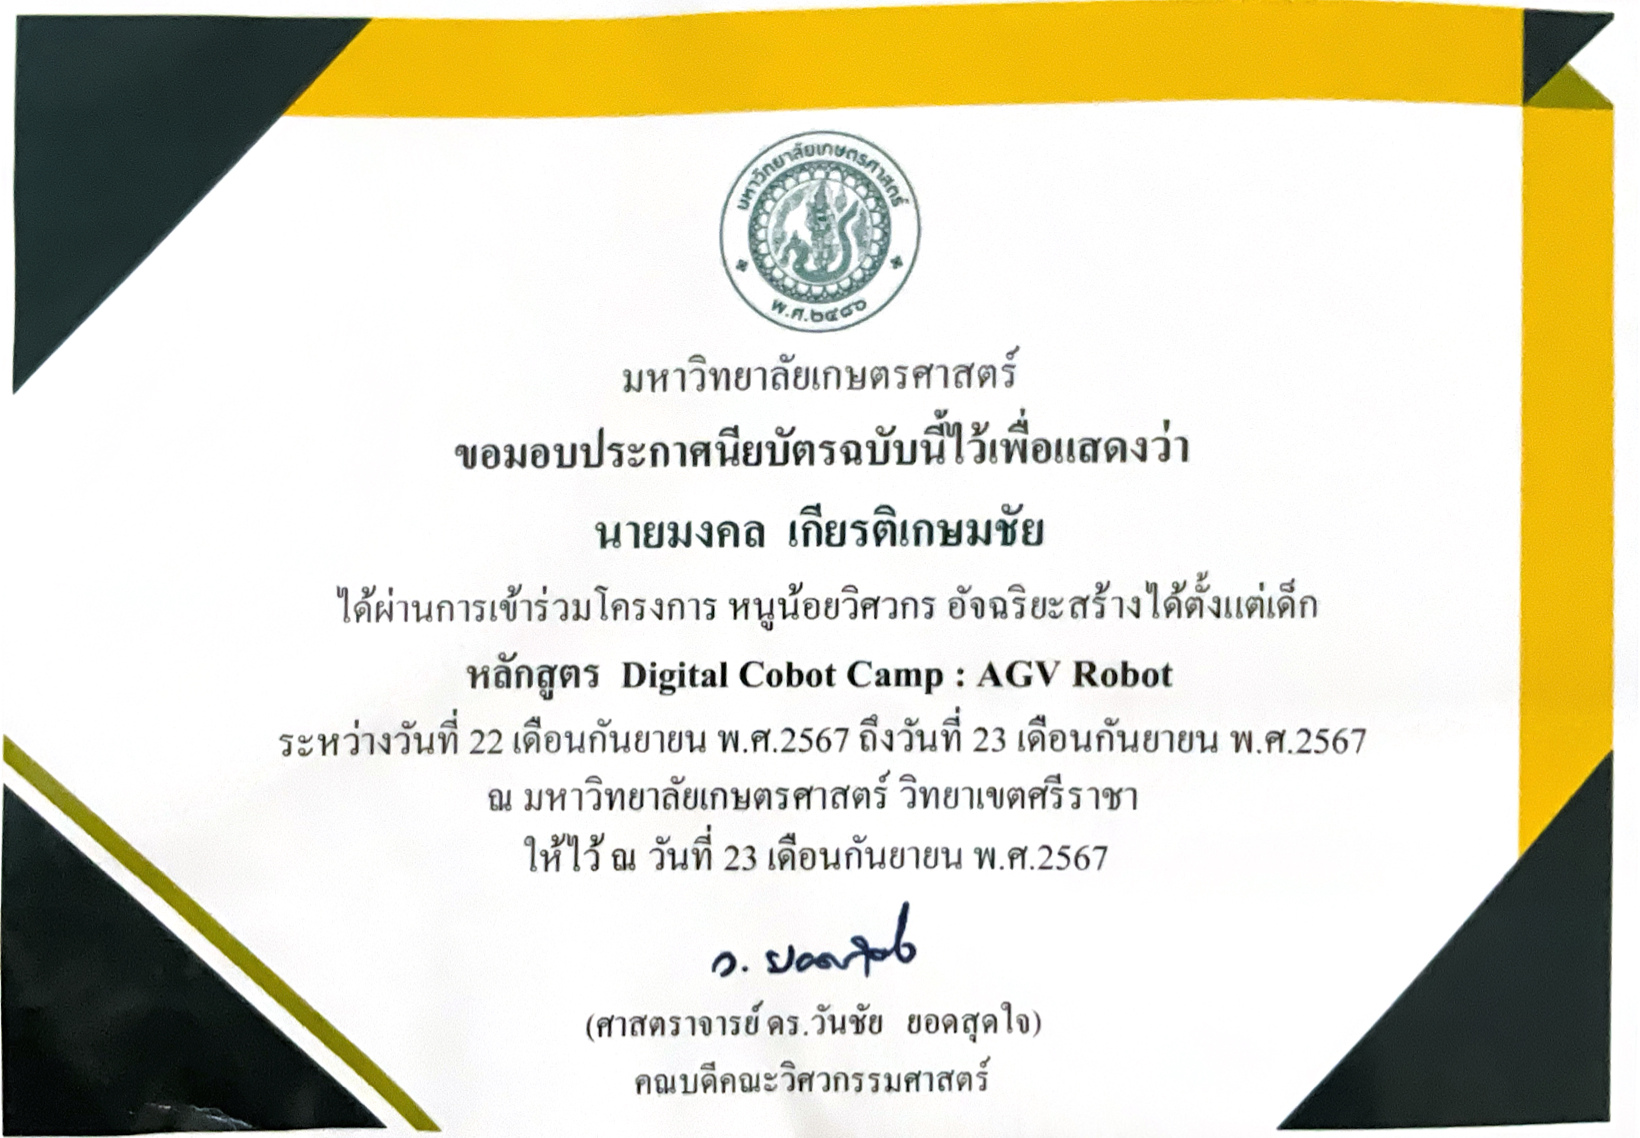 มหาวิทยาลัยเกษตรศาสตร์
พ.ศ.๒๔๘๖
มหาวิทยาลัยเกษตรศาสตร์
ขอมอบประกาศนียบัตรฉบับนี้ไว้เพื่อแสดงว่า
นายมงคล เกียรติเกษมชัย
ได้ผ่านการเข้าร่วมโครงการ หนูน้อยวิศวกร อัจฉริยะสร้างได้ตั้งแต่เด็ก
หลักสูตร Digital Cobot Camp : AGV Robot
ระหว่างวันที่ 22 เดือนกันยายน พ.ศ.2567 ถึงวันที่ 23 เดือนกันยายน พ.ศ.2567
ณ มหาวิทยาลัยเกษตรศาสตร์ วิทยาเขตศรีราชา
ให้ไว้ ณ วันที่ 23 เดือนกันยายน พ.ศ.2567
(ศาสตราจารย์ ดร.วันชัย ยอดสุดใจ)
คณบดีคณะวิศวกรรมศาสตร์